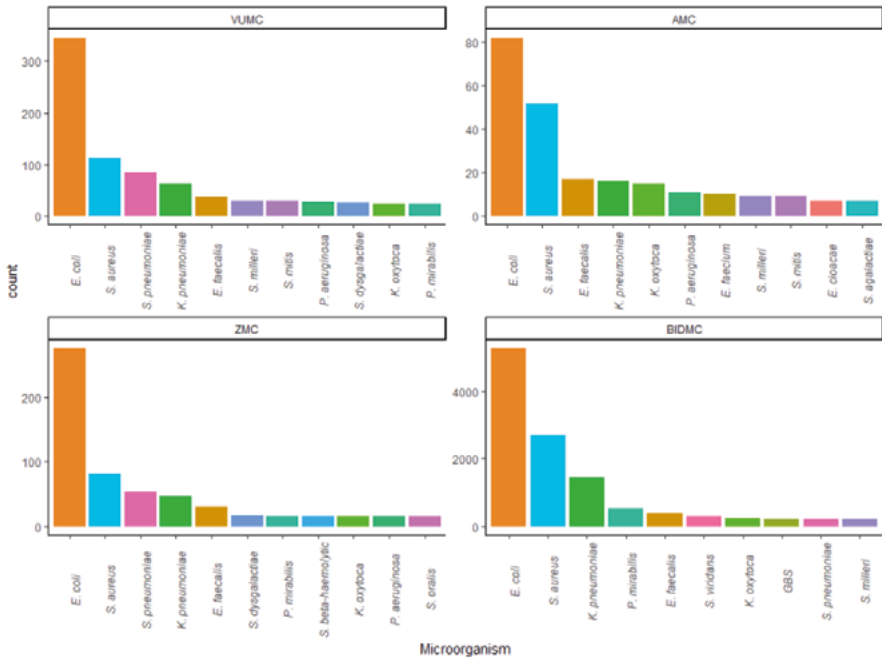 VUMC
AMC
300
200
100
0
80
60
40
20
0
E. coli
S. aureus
S. pneumoniae
K. pneumoniae
E. faecalis
S. milleri
S. mitis
P. aeruginosa
S. dysgalactiae
K. oxytoca
P. mirabilis
E. coli
S. aureus
E. faecalis
K. pneumoniae
K. oxytoca
P. aeruginosa
E. faecium
S. milleri
S. mitis
E. cloacae
S. agalactiae
count
ZMC
BIDMC
200
100
0
4000
2000
0
E. coli
S. aureus
S. pneumoniae
K. pneumoniae
E. faecalis
S. dysgalactiae
P. mirabilis
S. beta-haemolytic
K. oxytoca
P. aeruginosa
S. oralis
E. coli
S. aureus
K. pneumoniae
P. mirabilis
E. faecalis
S. viridans
K. oxytoca
GBS
S. pneumoniae
S. milleri
Microorganism